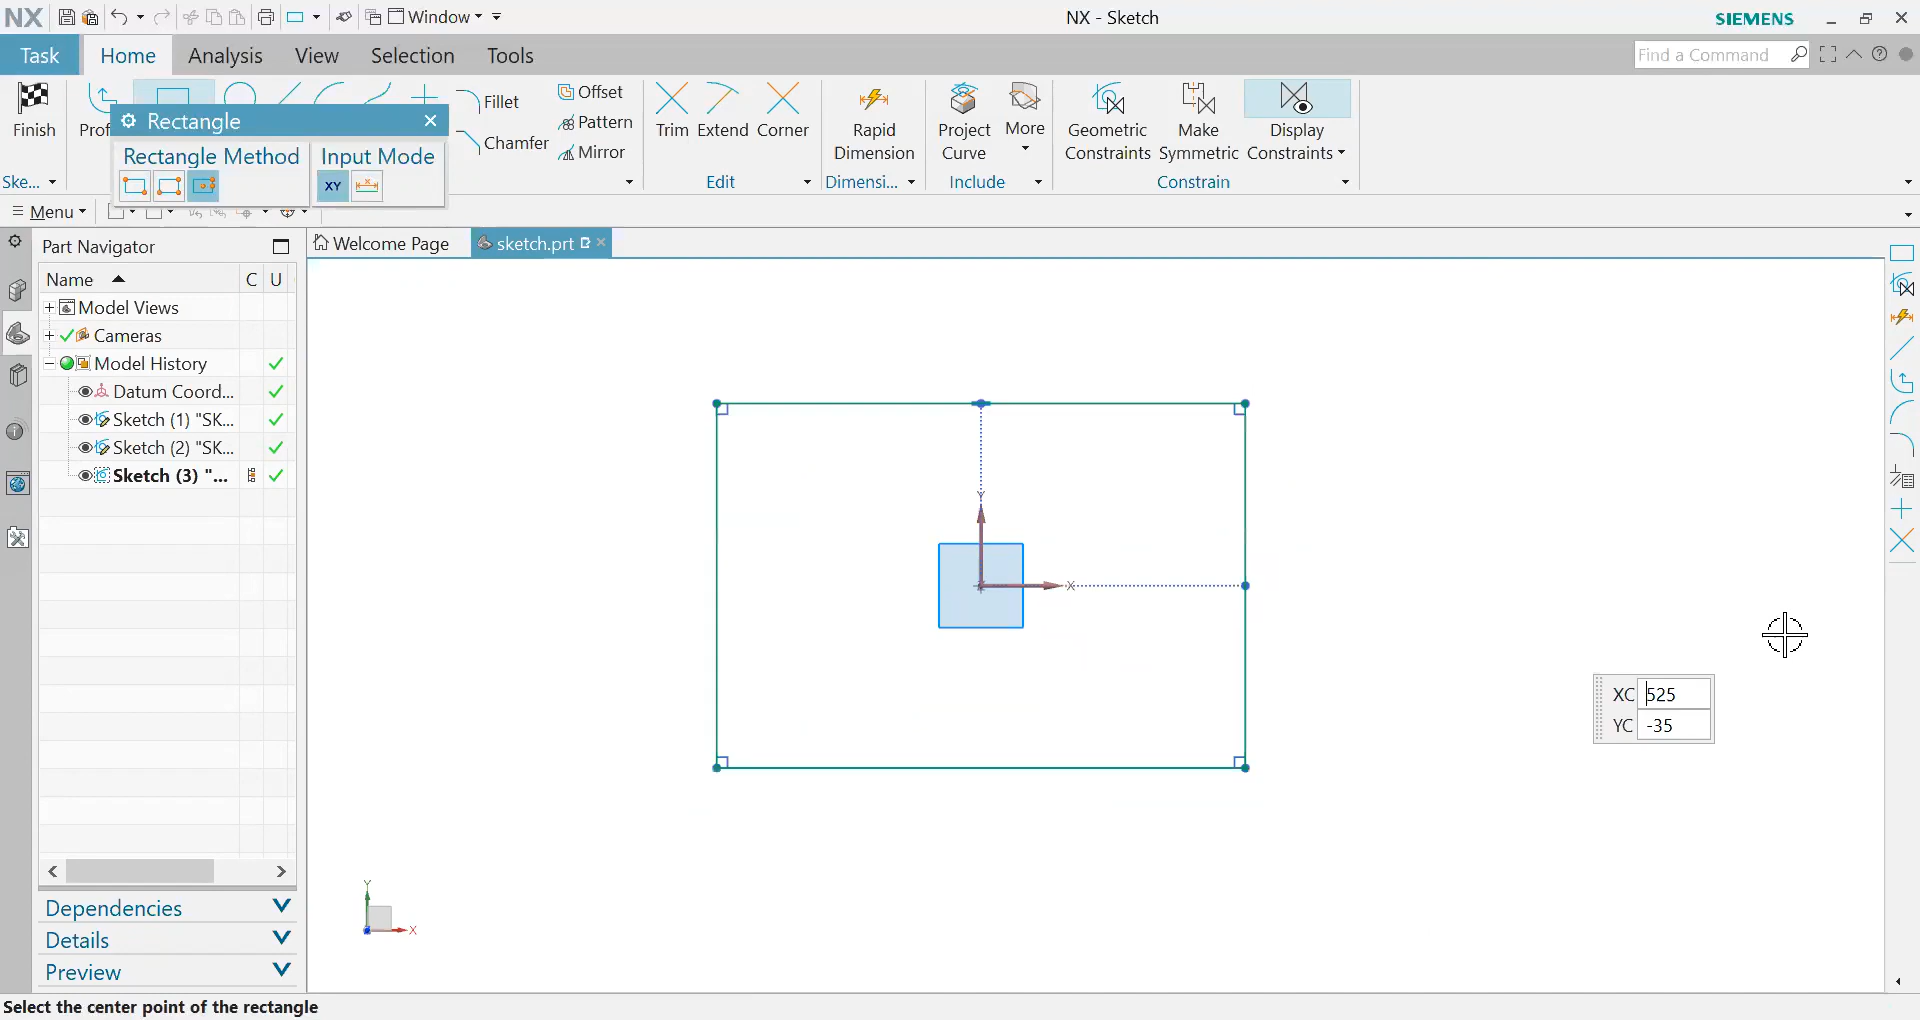 NX
Window
NX - Sketch
SIEMENS
Task
Home
Analysis
View
Selection
Tools
Find a Command
Finish
Prof
Rectangle
Rectangle Method
Input Mode
XY
Fillet
Chamfer
Offset
Pattern
Mirror
Trim
Extend
Corner
Rapid
Dimension
Project
Curve
More
Geometric
Constraints
Make
Symmetric
Display
Constraints
Ske...
Edit
Dimensi...
Include
Constrain
Menu
Part Navigator
Welcome Page
sketch.prt
Name
C
U
Model Views
Cameras
Model History
Datum Coord...
Sketch (1) "SK...
Sketch (2) "SK...
Sketch (3) "...
Y
X
XC 525
YC -35
Y
X
Dependencies
Details
Preview
Select the center point of the rectangle